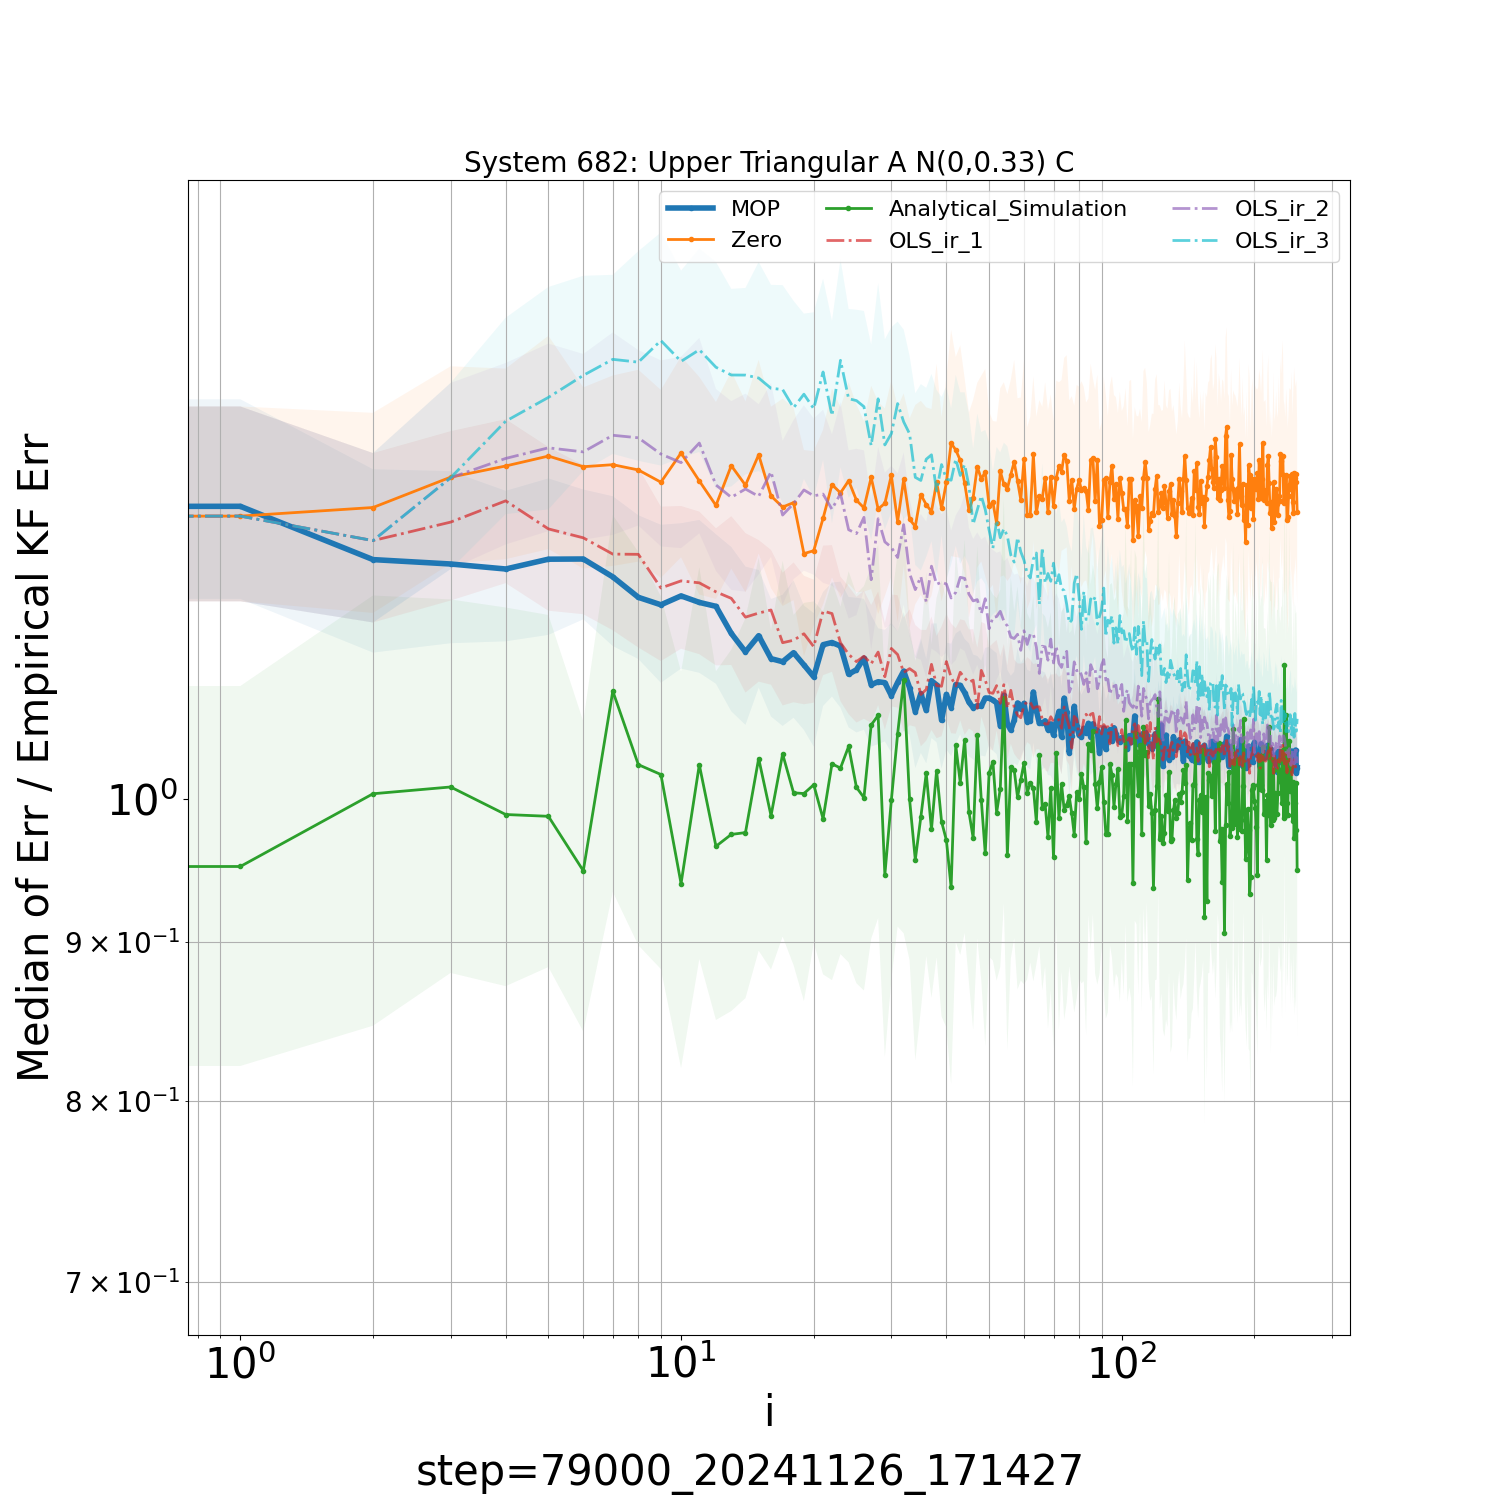 System 682: Upper Triangular A N(0,0.33) C
MOP
Zero
Analytical_Simulation
OLS_ir_1
OLS_ir_2
OLS_ir_3
Median of Err / Empirical KF Err
10⁰
9 × 10⁻¹
8 × 10⁻¹
7 × 10⁻¹
10⁰ 10¹ 10²
i
step=79000_20241126_171427